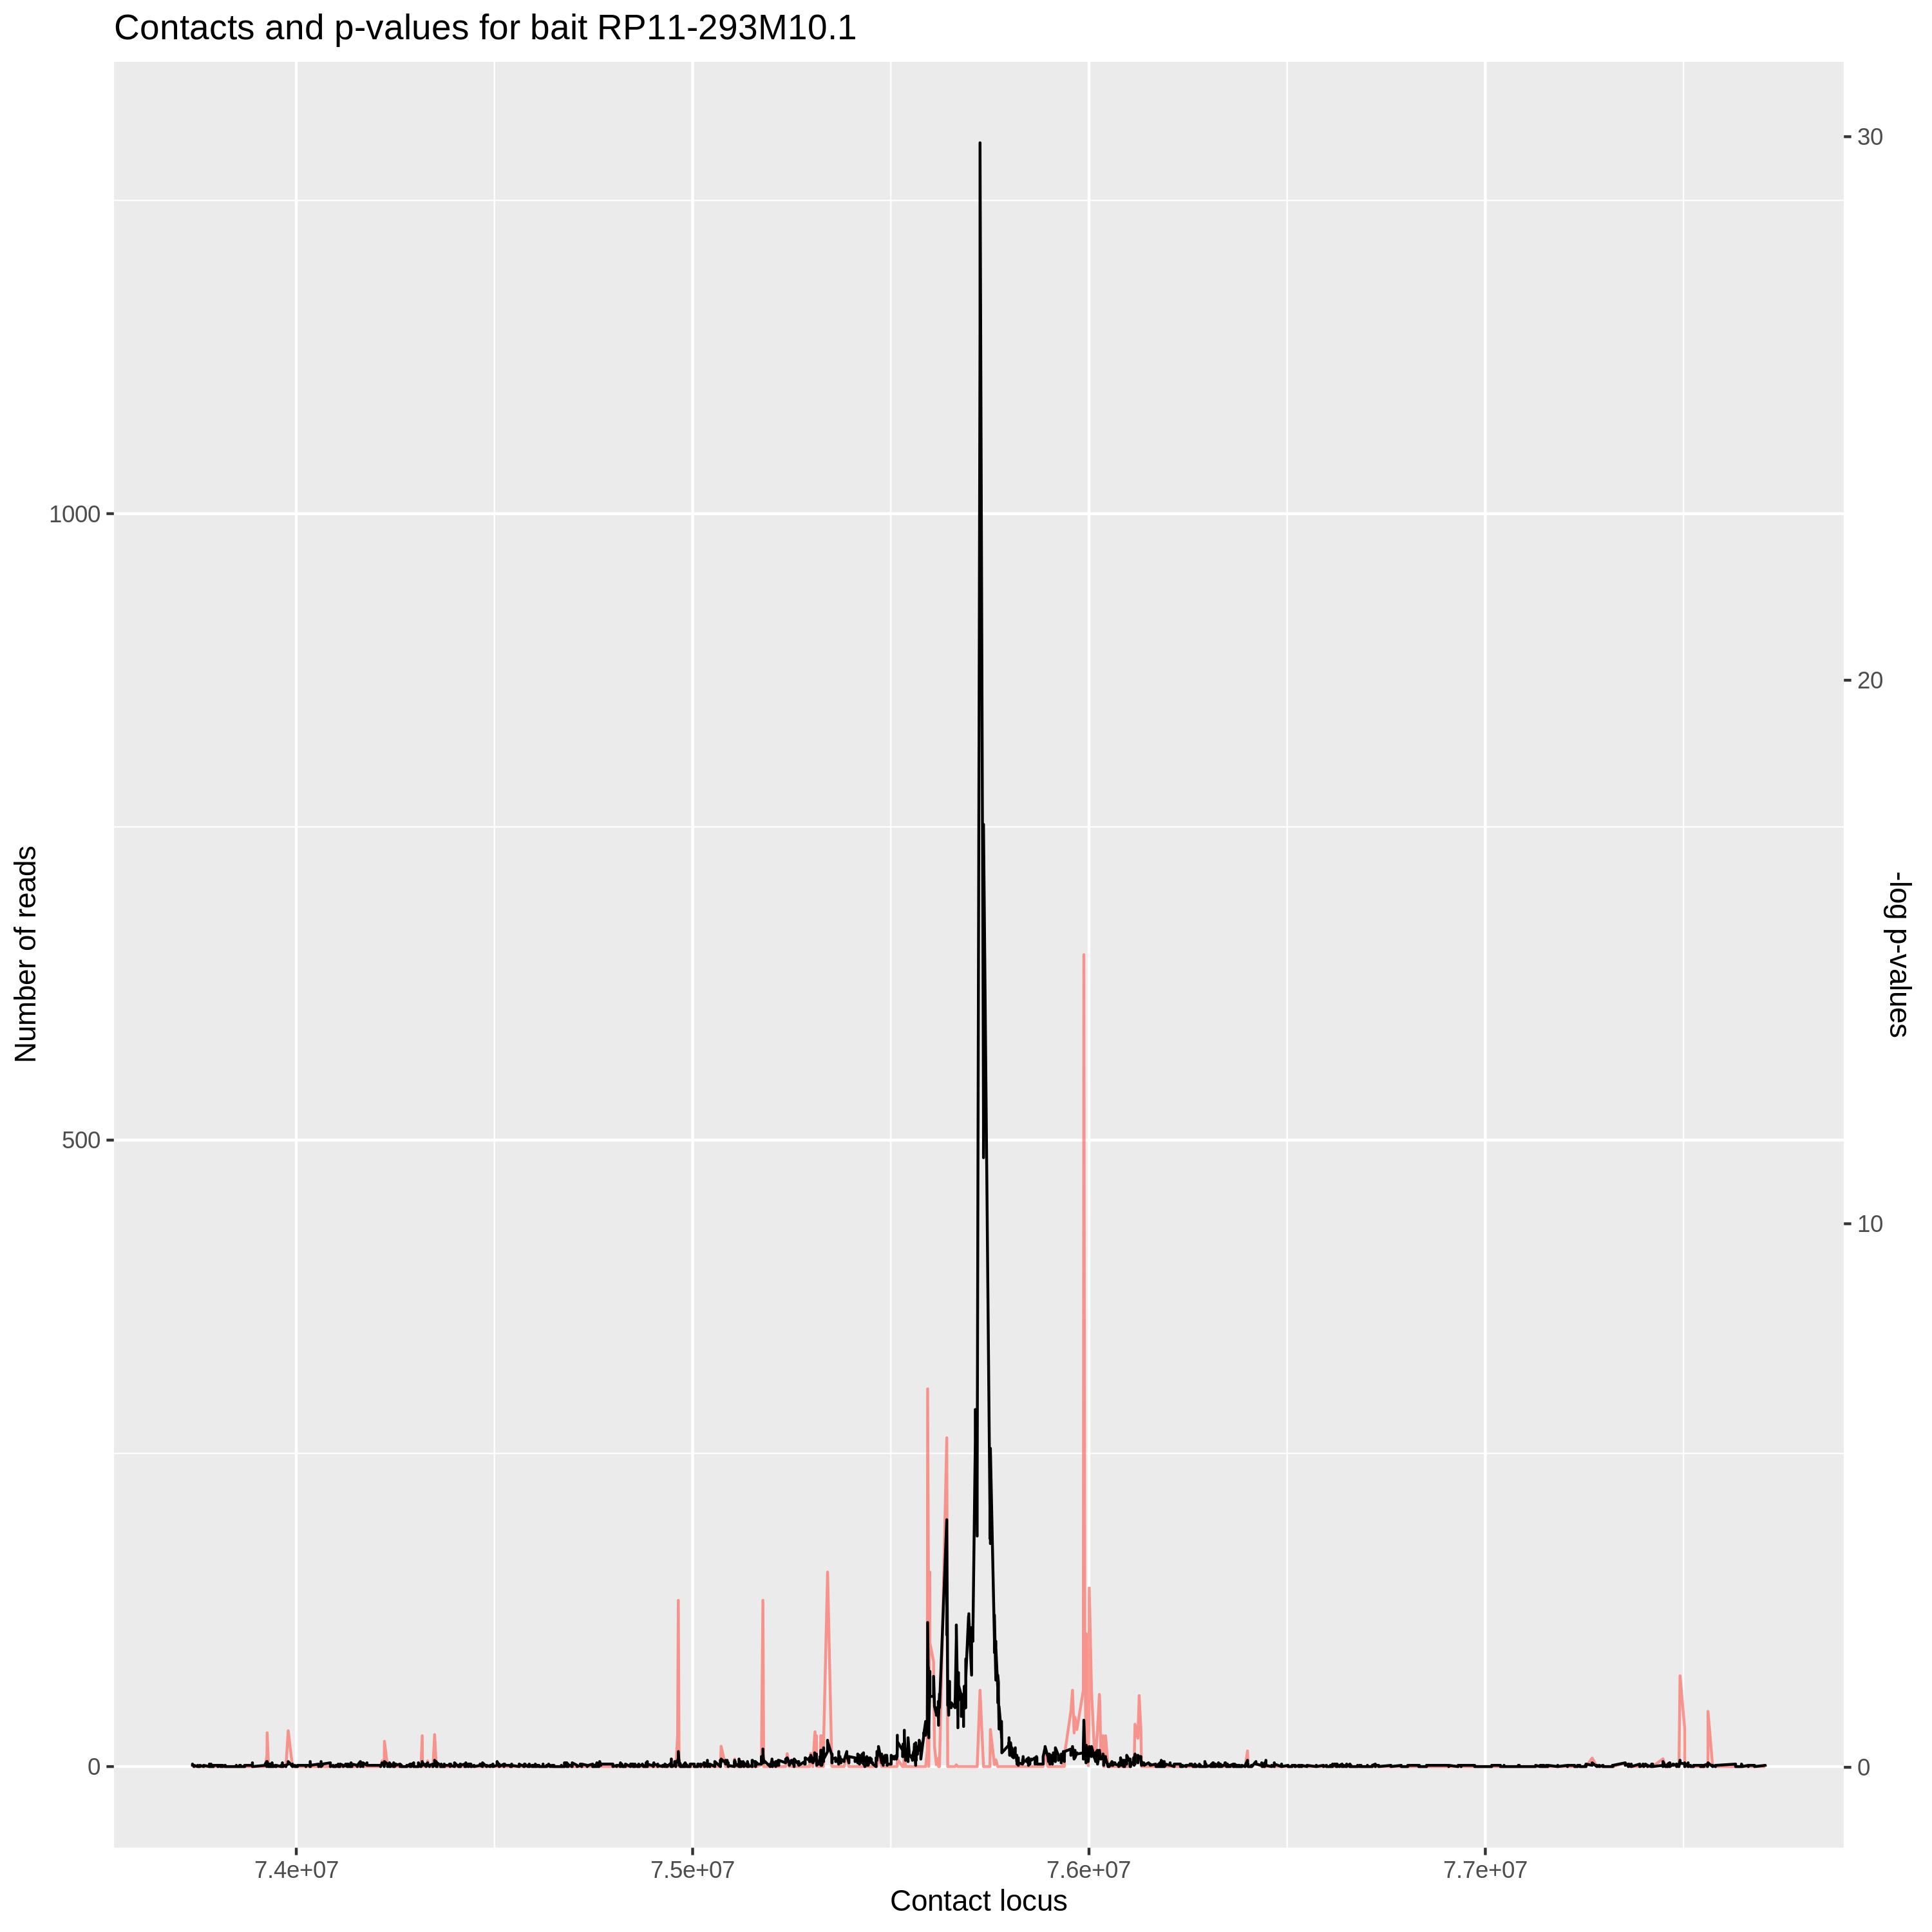 Contacts and p-values for bait RP11-293M10.1
30
1000
20
Number of reads
-log p-values
500
10
0
0
7.4e+07
7.5e+07
7.6e+07
7.7e+07
Contact locus